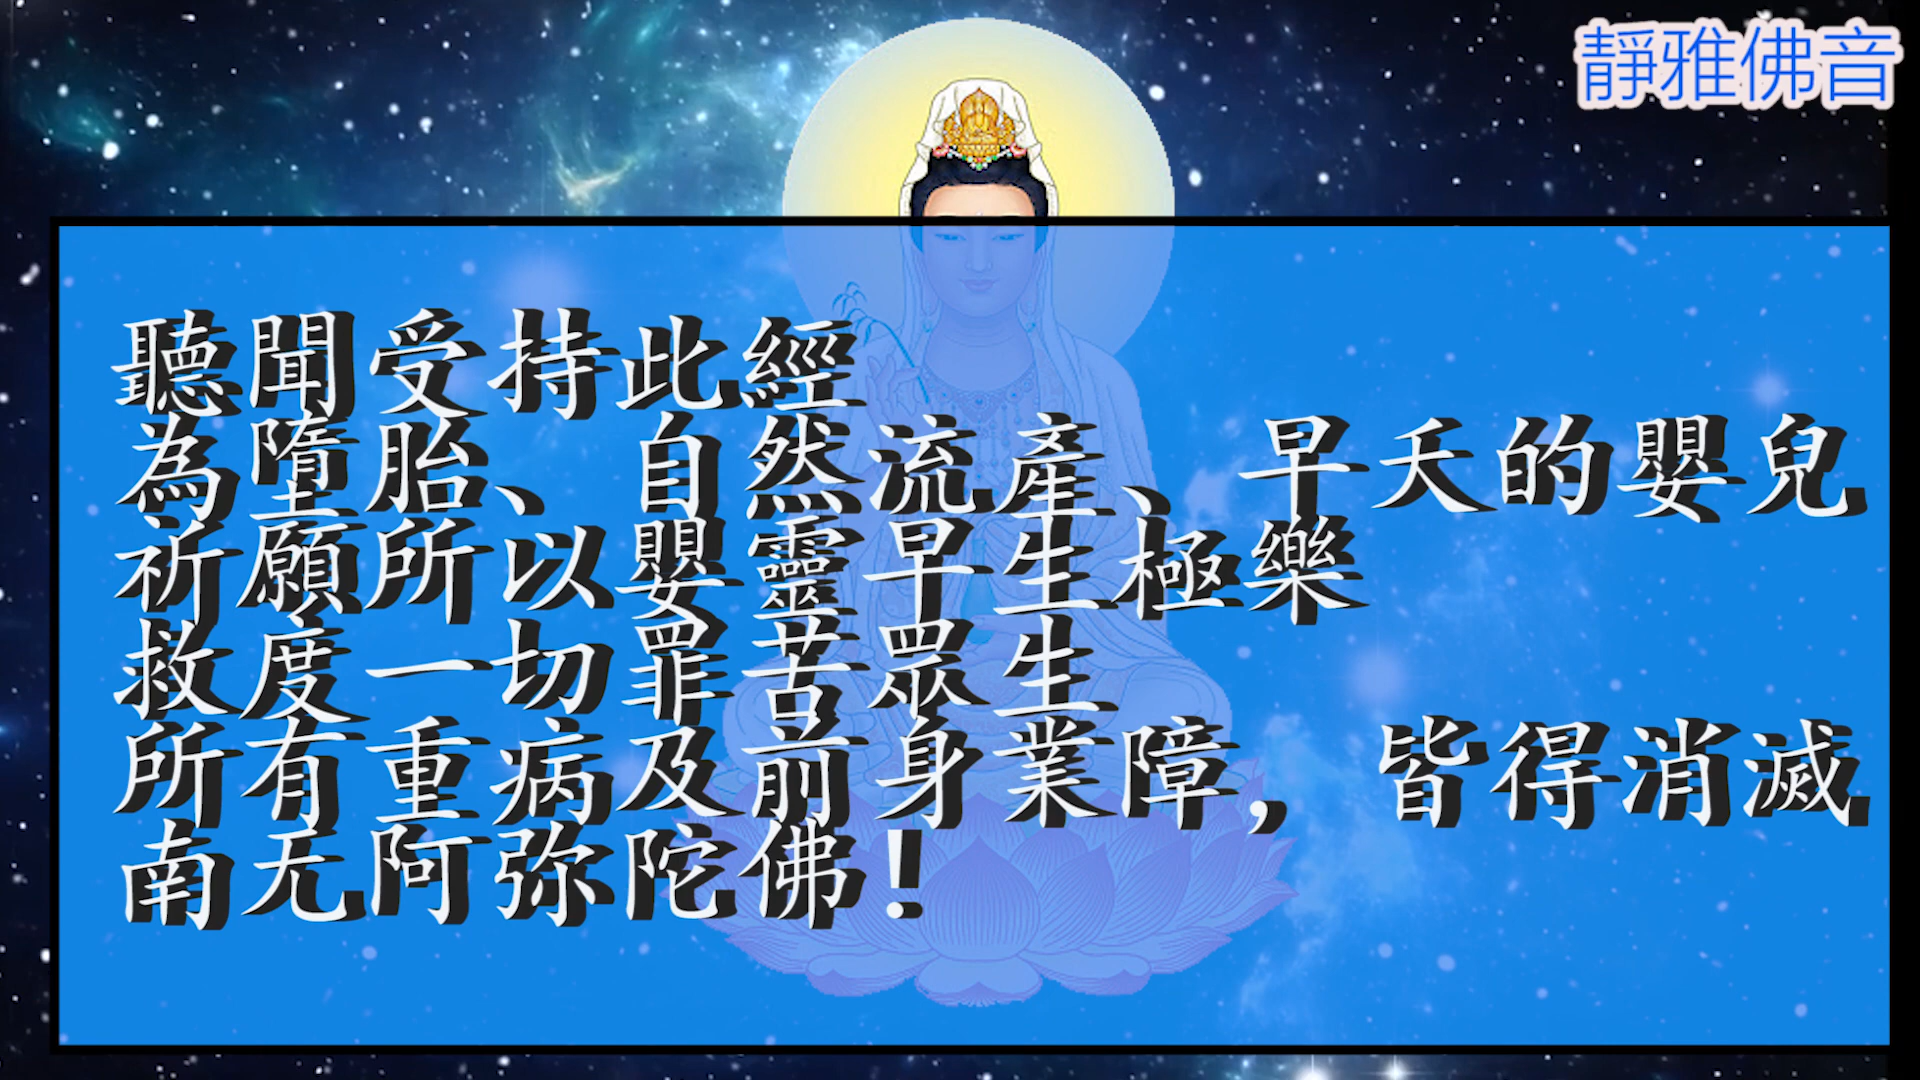 靜雅佛音
聽聞受持此經
為墮胎、自然流產、早夭的嬰兒
祈願所以嬰靈早生極樂
救度一切罪苦眾生
所有重病及前身業障，皆得消滅
南无阿弥陀佛！